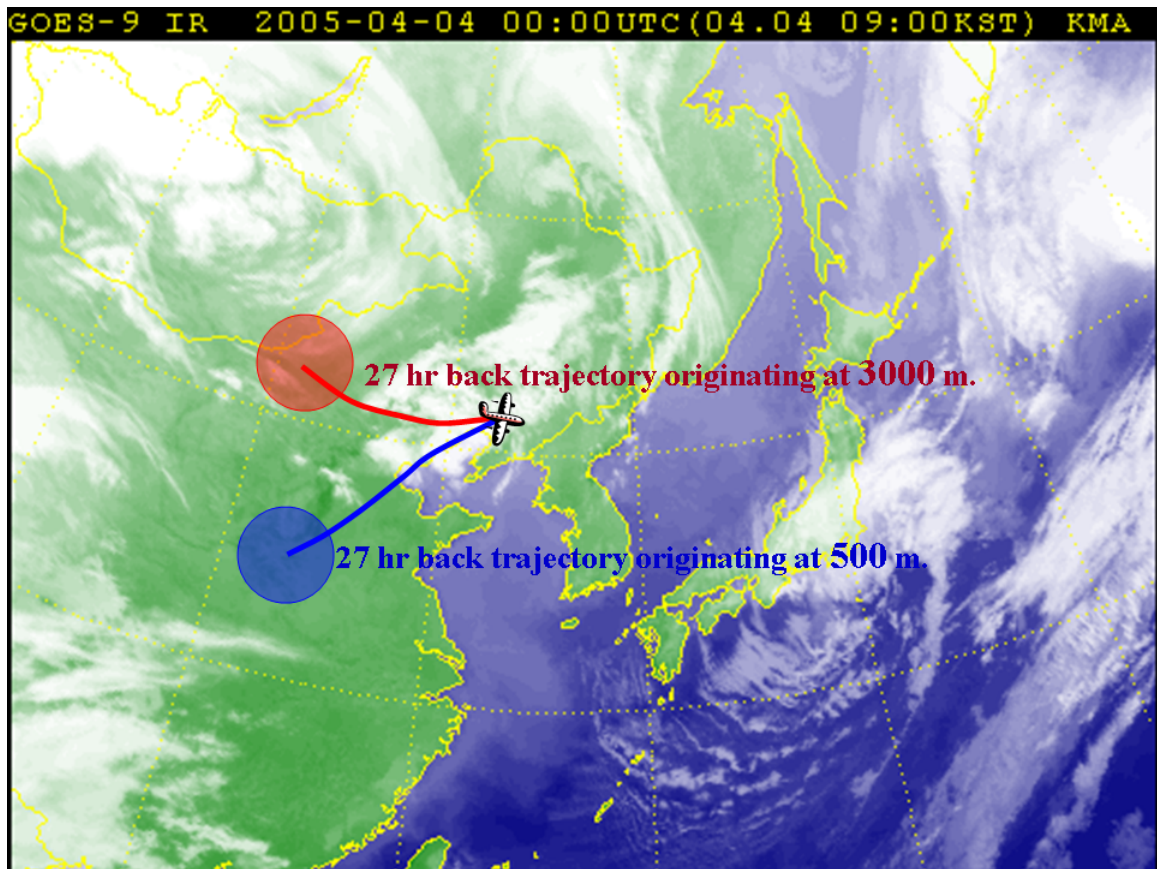 GOES-9 IR 2005-04-04 00:00UTC(04.04 09:00KST) KMA
27 hr back trajectory originating at 3000 m.
27 hr back trajectory originating at 500 m.